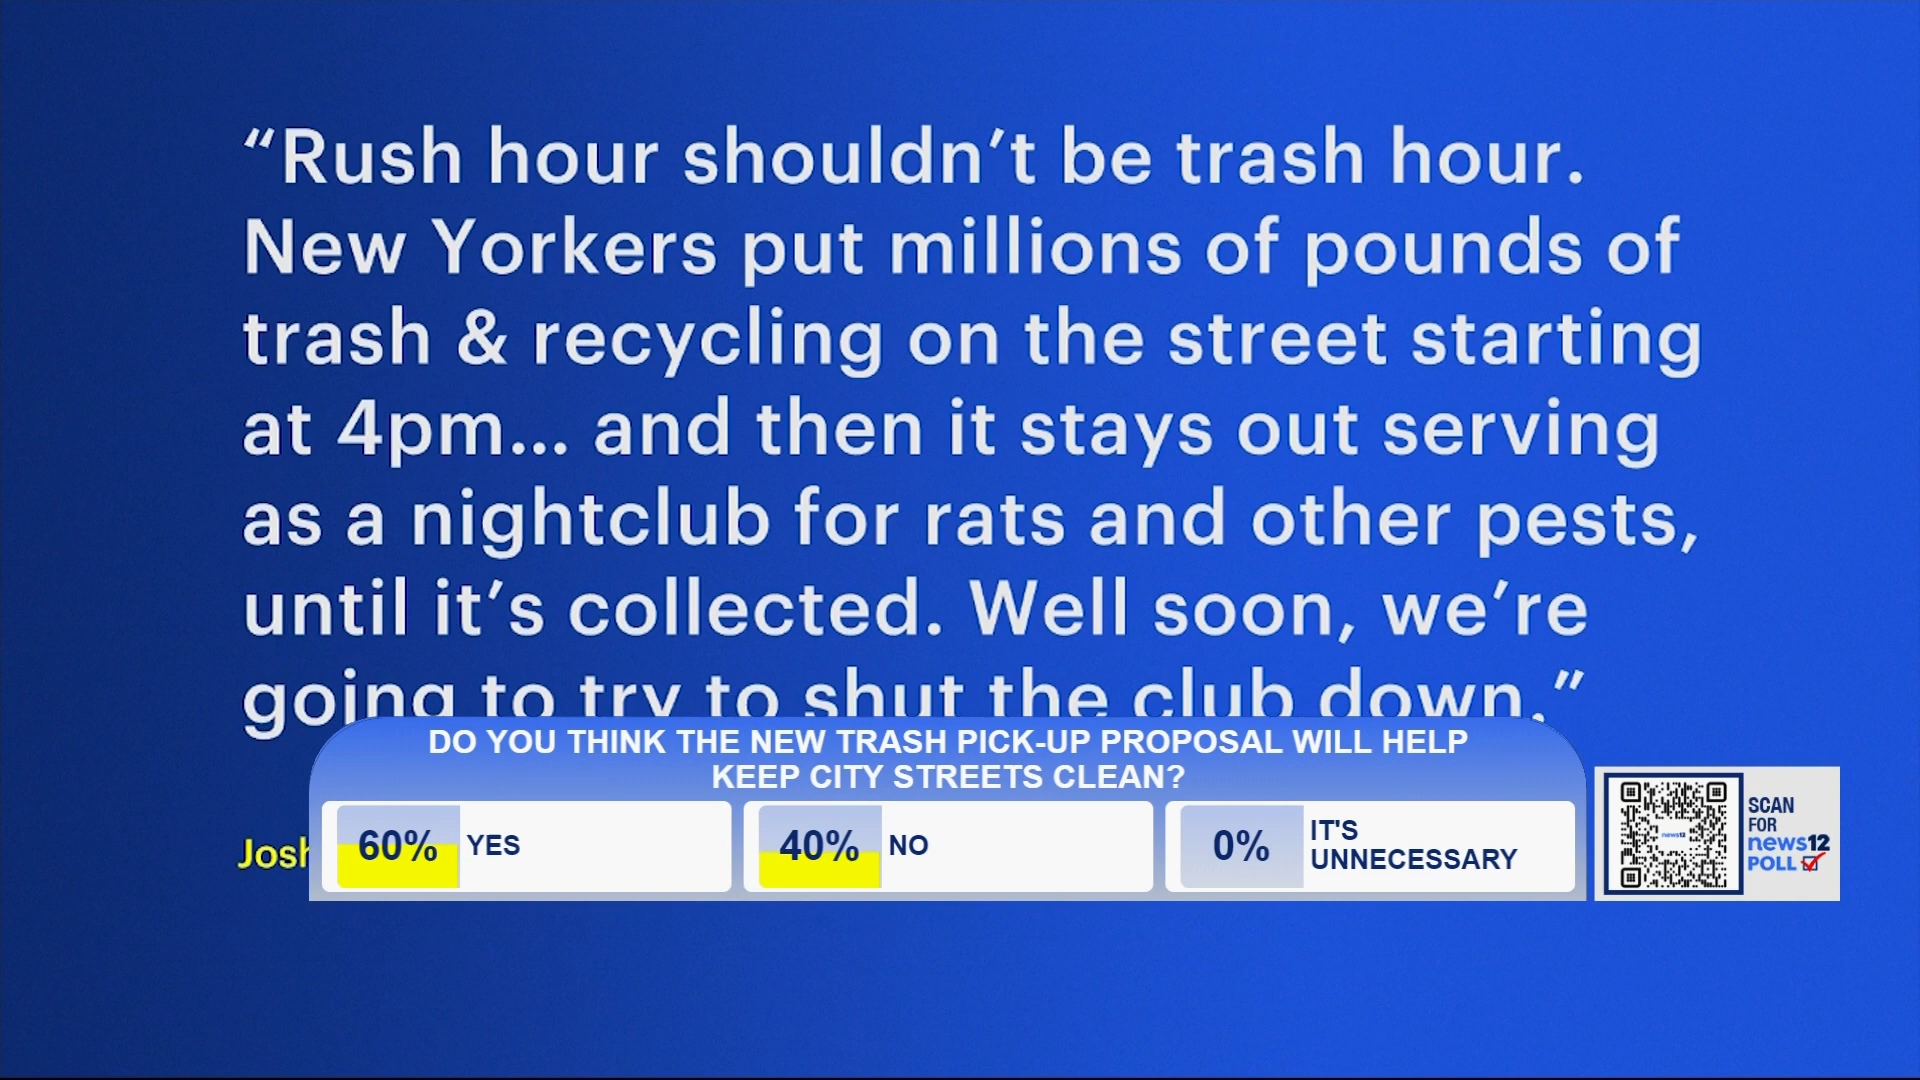 “Rush hour shouldn’t be trash hour.
New Yorkers put millions of pounds of
trash & recycling on the street starting
at 4pm... and then it stays out serving
as a nightclub for rats and other pests,
until it’s collected. Well soon, we’re
going to try to shut the club down.”
DO YOU THINK THE NEW TRASH PICK-UP PROPOSAL WILL HELP
KEEP CITY STREETS CLEAN?
Josh
60% YES
40% NO
0% IT'S
UNNECESSARY
news12
SCAN
FOR
news12
POLL